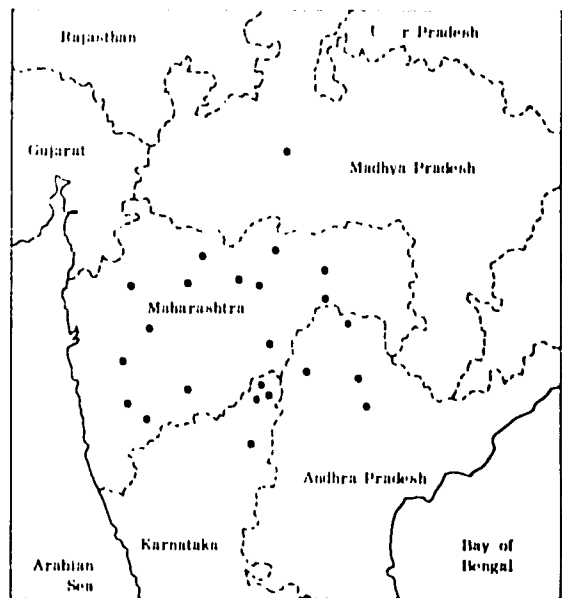 Rajasthan
Pradesh
Gujarat
Madhya Pradesh
Maharashtra
Andhra Pradesh
Karnataka
Arabian
Sea
Bay of
Bengal